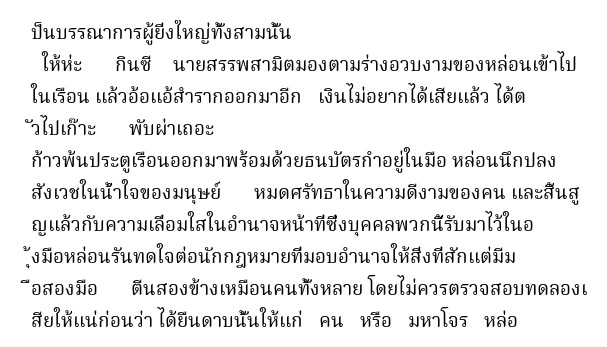 ป็นบรรณาการผู้ยิ่งใหญ่ทั้งสามนั้น
ให้ห่ะ กินซี นายสรรพสามิตมองตามร่างอวบงามของหล่อนเข้าไป
ในเรือน แล้วอ้อแอ้สำรากออกมาอีก เงินไม่อยากได้เสียแล้ว ได้ต
ัวไปเก๊าะ พับผ่าเถอะ
ก้าวพ้นประตูเรือนออกมาพร้อมด้วยธนบัตรกำอยู่ในมือ หล่อนนึกปลง
สังเวชในน้ำใจของมนุษย์ หมดศรัทธาในความดีงามของคน และสิ้นสู
ญแล้วกับความเลื่อมใสในอำนาจหน้าที่ซึ่งบุคคลพวกนี้รับมาไว้ในอ
ุ้งมือหล่อนรันทดใจต่อนักกฎหมายที่มอบอำนาจให้สิ่งที่สักแต่มีม
ือสองมือ ตีนสองข้างเหมือนคนทั้งหลาย โดยไม่ควรตรวจสอบทดลองเ
สียให้แน่ก่อนว่า ได้ยื่นดาบนั้นให้แก่ คน หรือ มหาโจร หล่อ